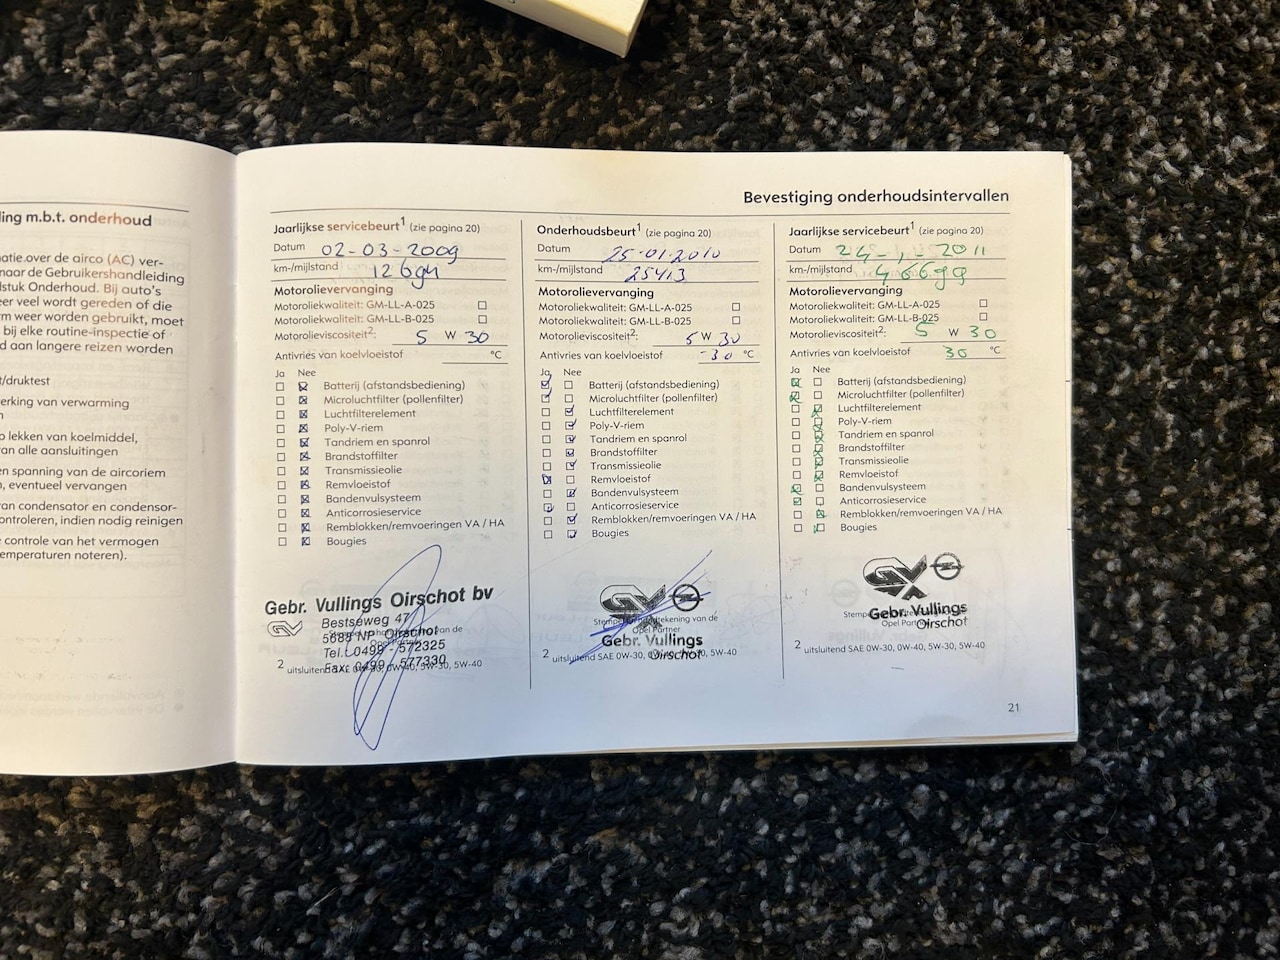 ing m.b.t. onderhoud
atie over de airco (AC) ver-
naar de Gebruikershandleiding
stuk Onderhoud. Bij auto's
er veel wordt gereden of die
m weer worden gebruikt, moet
bij elke routine-inspectie of
d aan langere reizen worden
t/druktest
erking van verwarming
n
p lekken van koelmiddel,
an alle aansluitingen
en spanning van de aircoriem
n, eventueel vervangen
an condensator en condensor-
ontroleren, indien nodig reinigen
controle van het vermogen
emperaturen noteren).
Bevestiging onderhoudsintervallen
Jaarlijkse servicebeurt1 (zie pagina 20)
Datum 02-03-2009
km-/mijlstand 12694
Motorolievervanging
Motoroliekwaliteit: GM-LL-A-025
Motoroliekwaliteit: GM-LL-B-025
Motorolieviscositeit2: 5 W 30
Antivries van koelvloeistof °C
Ja Nee
Batterij (afstandsbediening)
Microluchtfilter (pollenfilter)
Luchtfilterelement
Poly-V-riem
Tandriem en spanrol
Brandstoffilter
Transmissieolie
Remvloeistof
Bandenvulsysteem
Anticorrosieservice
Remblokken/remvoeringen VA / HA
Bougies
Gebr. Vullings Oirschot bv
Bestseweg 47
5688 NP Oirschot
Tel. 0499 - 572325
Fax. 0499 - 577330
2 uitsluitend SAE 0W-30, 0W-40, 5W-30, 5W-40
Onderhoudsbeurt1 (zie pagina 20)
Datum 25-01-2010
km-/mijlstand 25413
Motorolievervanging
Motoroliekwaliteit: GM-LL-A-025
Motoroliekwaliteit: GM-LL-B-025
Motorolieviscositeit2: 5 W 30
Antivries van koelvloeistof -30 °C
Ja Nee
Batterij (afstandsbediening)
Microluchtfilter (pollenfilter)
Luchtfilterelement
Poly-V-riem
Tandriem en spanrol
Brandstoffilter
Transmissieolie
Remvloeistof
Bandenvulsysteem
Anticorrosieservice
Remblokken/remvoeringen VA / HA
Bougies
Stempel en handtekening van de
Opel Partner
Gebr. Vullings
Oirschot
2 uitsluitend SAE 0W-30, 0W-40, 5W-30, 5W-40
Jaarlijkse servicebeurt1 (zie pagina 20)
Datum 24-1-2011
km-/mijlstand 46699
Motorolievervanging
Motoroliekwaliteit: GM-LL-A-025
Motoroliekwaliteit: GM-LL-B-025
Motorolieviscositeit2: 5 W 30
Antivries van koelvloeistof 30 °C
Ja Nee
Batterij (afstandsbediening)
Microluchtfilter (pollenfilter)
Luchtfilterelement
Poly-V-riem
Tandriem en spanrol
Brandstoffilter
Transmissieolie
Remvloeistof
Bandenvulsysteem
Anticorrosieservice
Remblokken/remvoeringen VA / HA
Bougies
Gebr. Vullings
Opel Partner
Oirschot
2 uitsluitend SAE 0W-30, 0W-40, 5W-30, 5W-40
21